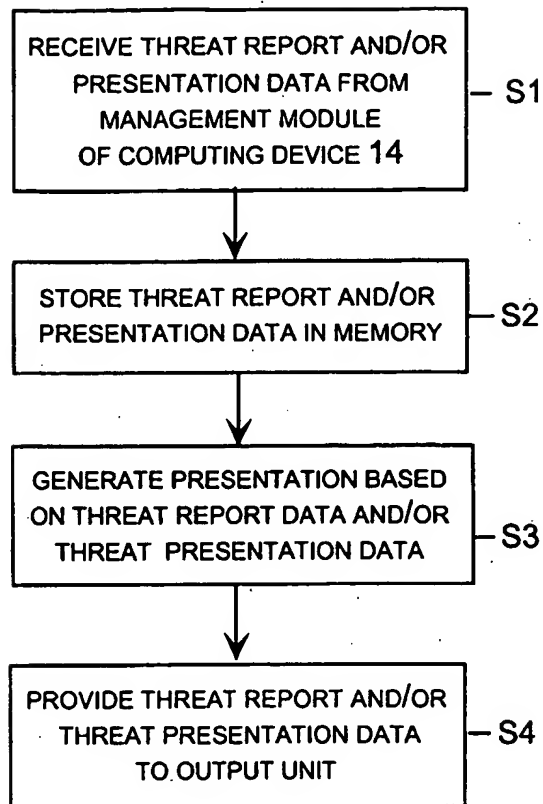 RECEIVE THREAT REPORT AND/OR
PRESENTATION DATA FROM
MANAGEMENT MODULE
OF COMPUTING DEVICE 14
S1
STORE THREAT REPORT AND/OR
PRESENTATION DATA IN MEMORY
S2
GENERATE PRESENTATION BASED
ON THREAT REPORT DATA AND/OR
THREAT PRESENTATION DATA
S3
PROVIDE THREAT REPORT AND/OR
THREAT PRESENTATION DATA
TO OUTPUT UNIT
S4